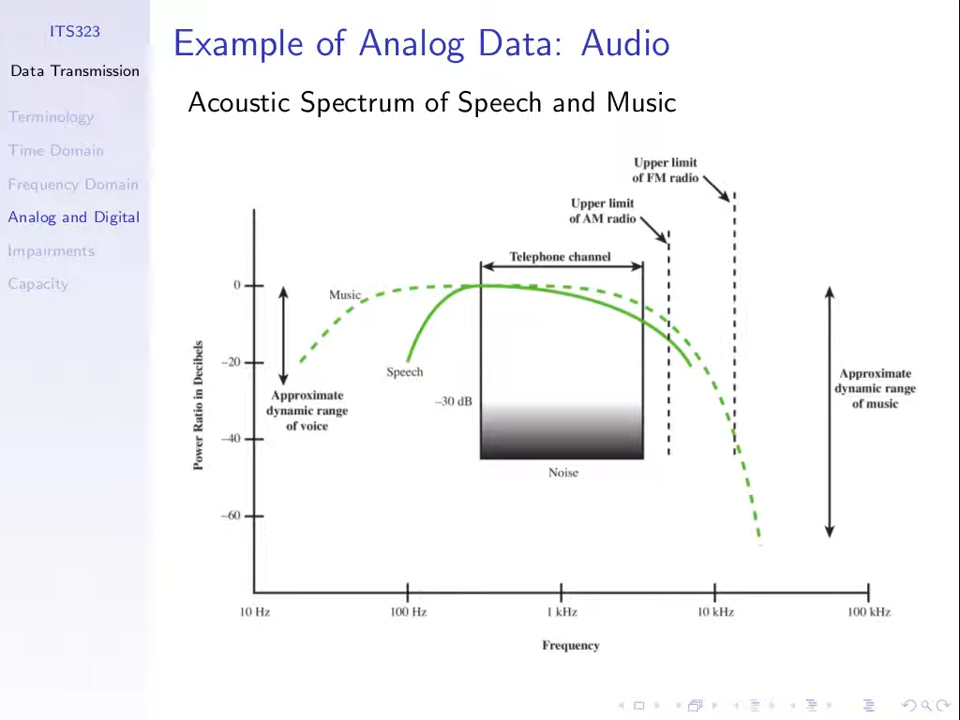 ITS323
Data Transmission
Terminology
Time Domain
Frequency Domain
Analog and Digital
Impairments
Capacity
Example of Analog Data: Audio
Acoustic Spectrum of Speech and Music
Upper limit
of FM radio
Upper limit
of AM radio
Telephone channel
0
Music
–20
Speech
Approximate
dynamic range
of voice
–30 dB
Approximate
dynamic range
of music
Power Ratio in Decibels
–40
Noise
–60
10 Hz
100 Hz
1 kHz
10 kHz
100 kHz
Frequency